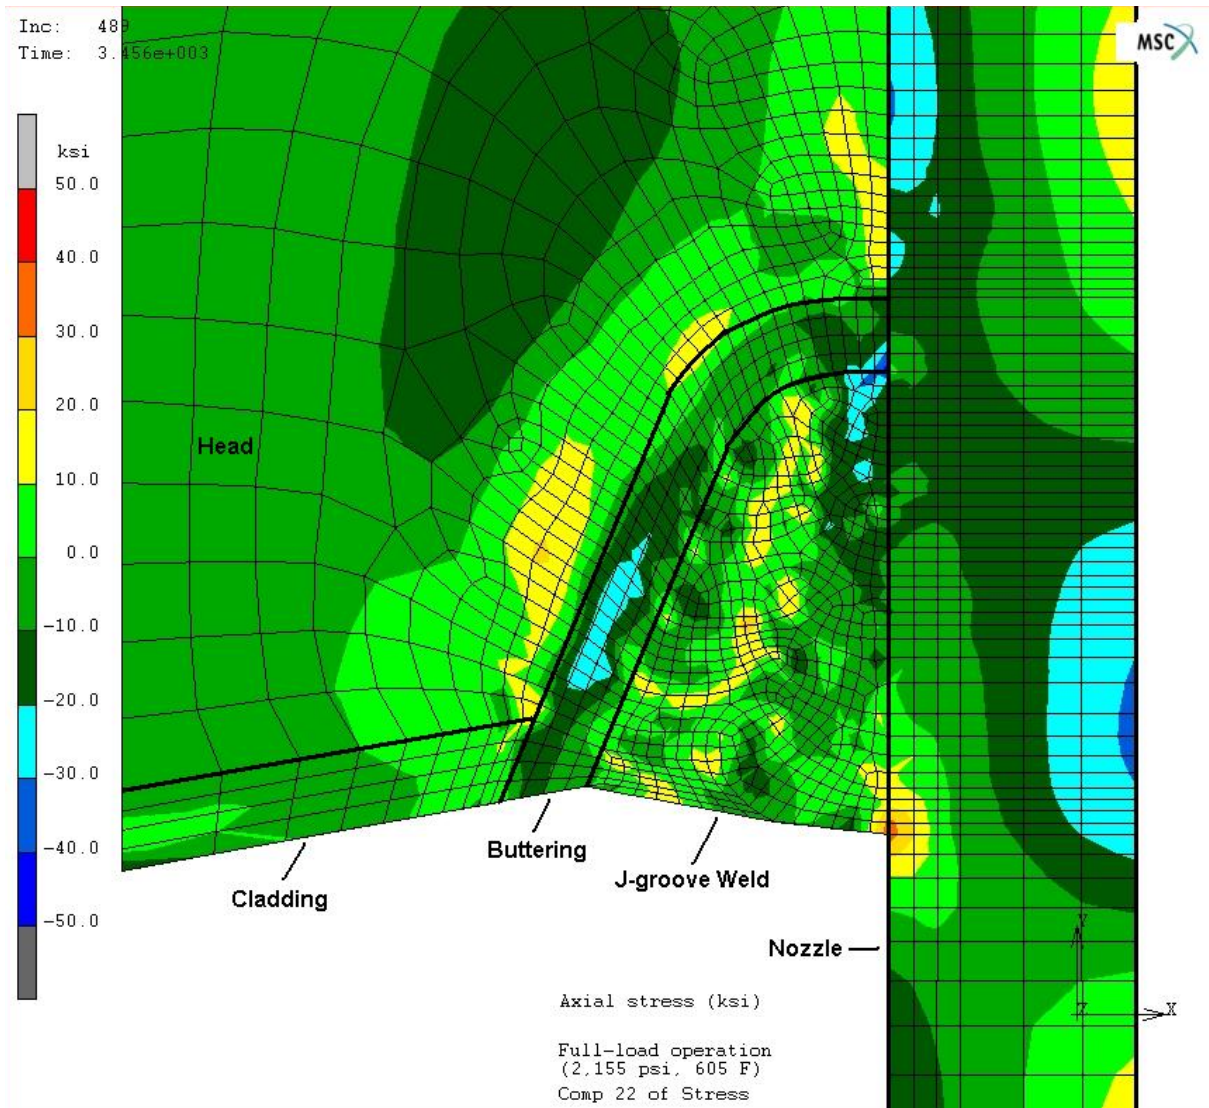 Inc: 489
Time: 3.456e+003
MSC
ksi
50.0
40.0
30.0
20.0
10.0
0.0
-10.0
-20.0
-30.0
-40.0
-50.0
Head
Buttering
J-groove Weld
Cladding
Nozzle
Y
Z
X
Axial stress (ksi)
Full-load operation
(2,155 psi, 605 F)
Comp 22 of Stress